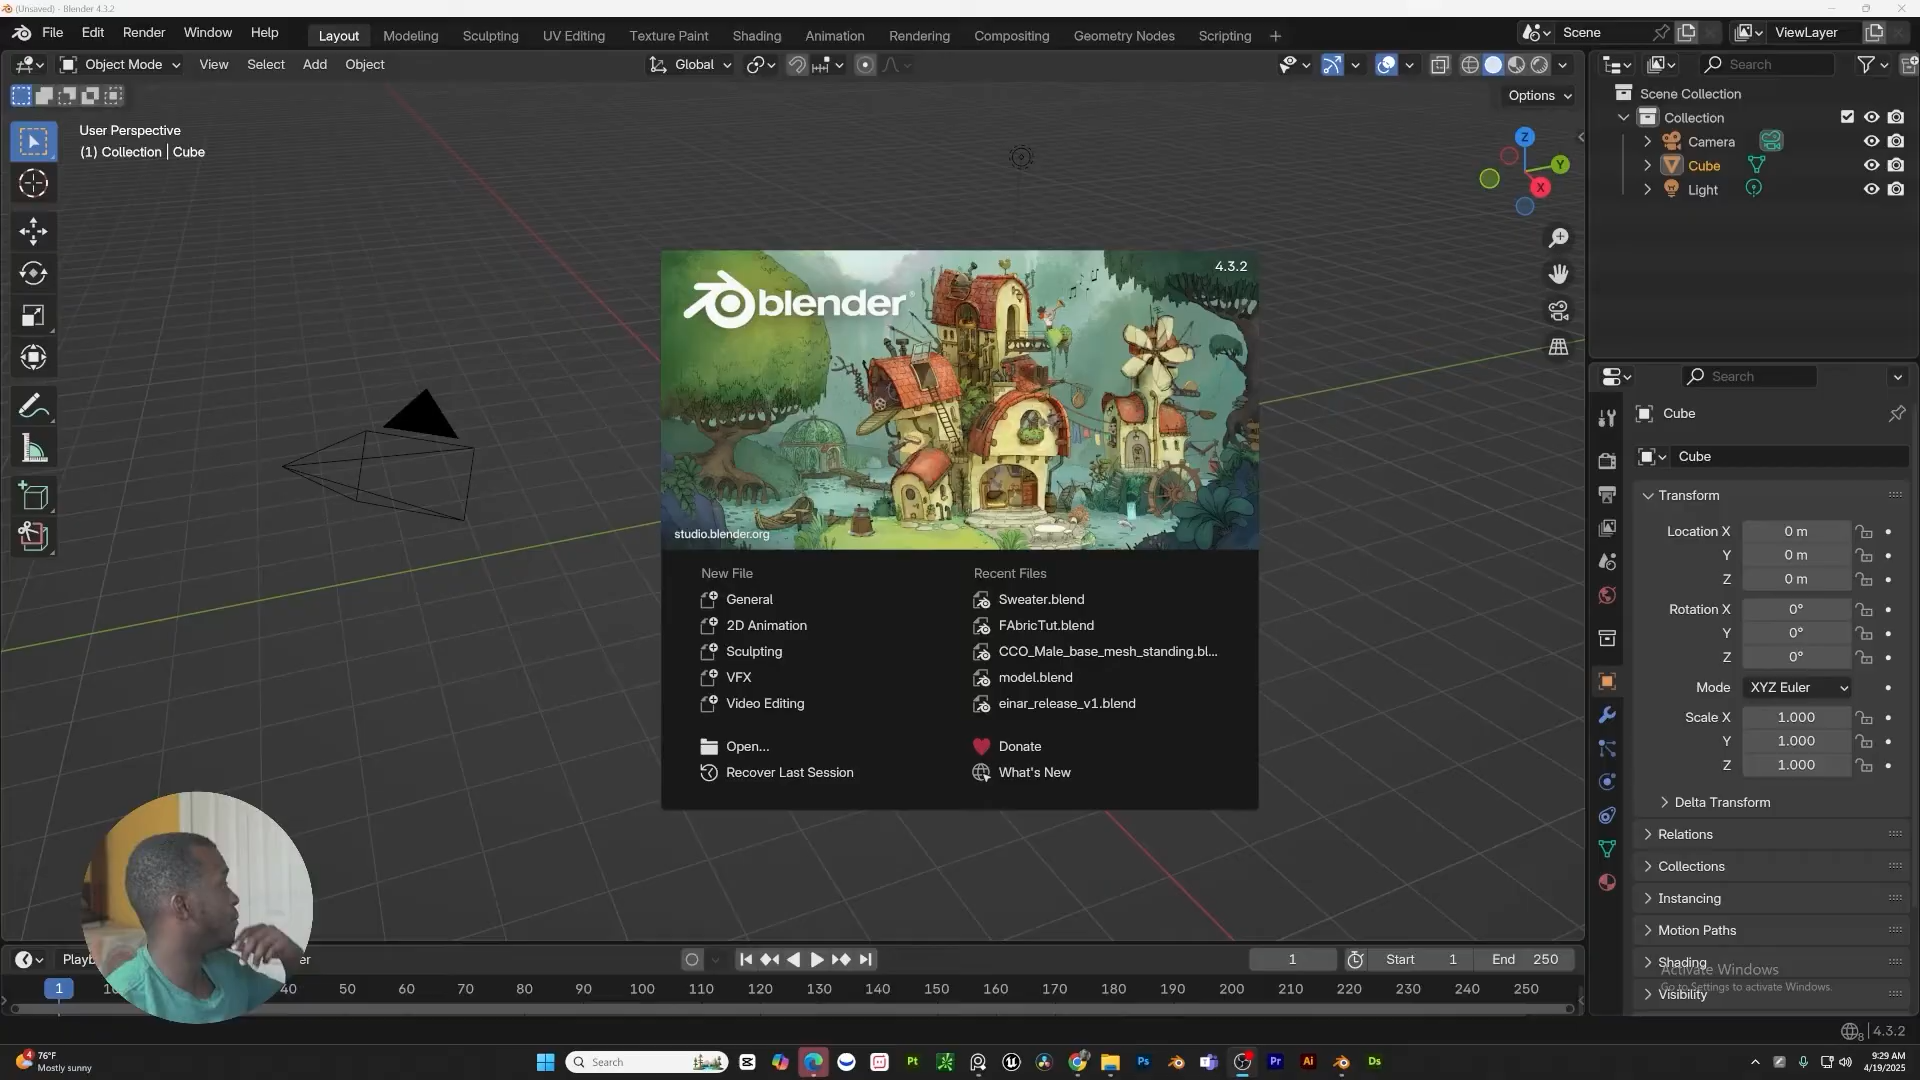 (Unsaved) - Blender 4.3.2
File Edit Render Window Help
Layout Modeling Sculpting UV Editing Texture Paint Shading Animation Rendering Compositing Geometry Nodes Scripting +
Scene
ViewLayer
Object Mode View Select Add Object
Global
Search
Options
User Perspective
(1) Collection | Cube
Z
Y
X
Scene Collection
Collection
Camera
Cube
Light
4.3.2
blender
studio.blender.org
New File
General
2D Animation
Sculpting
VFX
Video Editing
Open...
Recover Last Session
Recent Files
Sweater.blend
FAbricTut.blend
CCO_Male_base_mesh_standing.bl...
model.blend
einar_release_v1.blend
Donate
What's New
Search
Cube
Cube
Transform
Location X 0 m
Y 0 m
Z 0 m
Rotation X 0°
Y 0°
Z 0°
Mode XYZ Euler
Scale X 1.000
Y 1.000
Z 1.000
Delta Transform
Relations
Collections
Instancing
Motion Paths
Shading
Visibility
Activate Windows
Go to Settings to activate Windows.
1 Start 1 End 250
1 40 50 60 70 80 90 100 110 120 130 140 150 160 170 180 190 200 210 220 230 240 250
4.3.2
76°F
Mostly sunny
Search
Pt
Ps
Pr
Ai
Ds
9:29 AM
4/19/2025